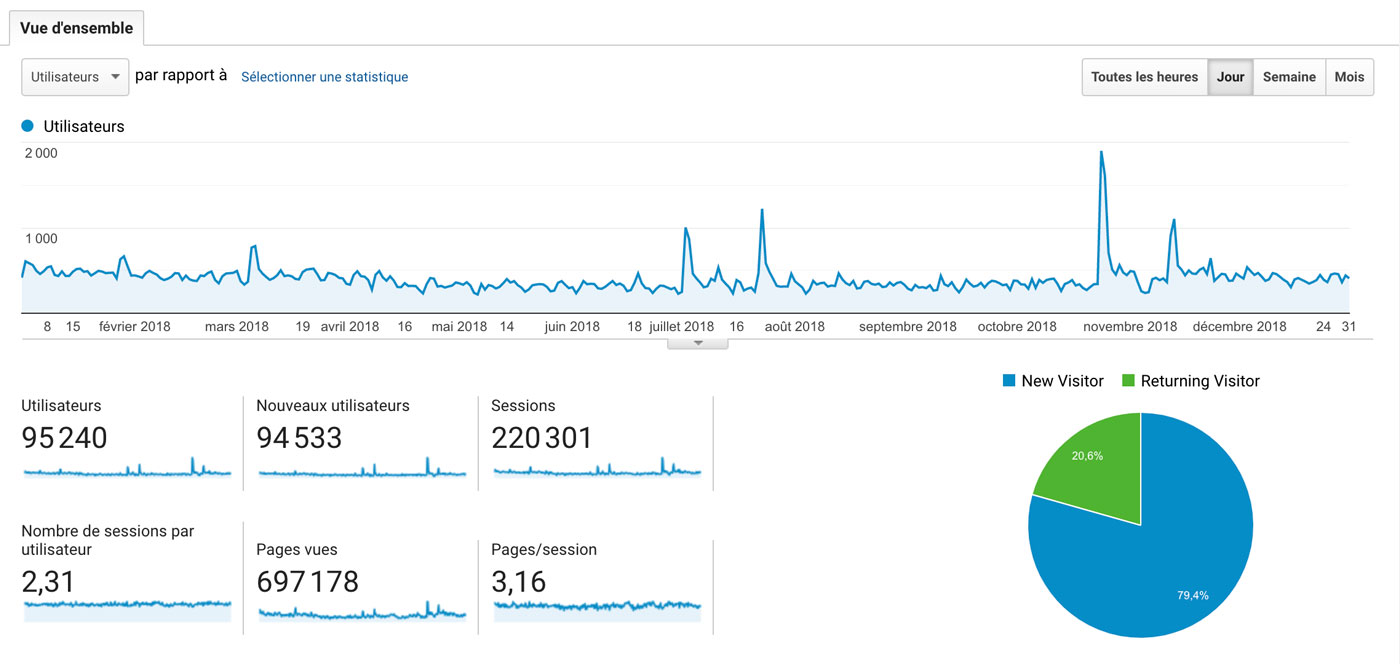 Vue d'ensemble
Utilisateurs par rapport à Sélectionner une statistique
Toutes les heures Jour Semaine Mois
Utilisateurs
2 000
1 000
8 15 février 2018 mars 2018 19 avril 2018 16 mai 2018 14 juin 2018 18 juillet 2018 16 août 2018 septembre 2018 octobre 2018 novembre 2018 décembre 2018 24 31
New Visitor Returning Visitor
Utilisateurs
95 240
Nouveaux utilisateurs
94 533
Sessions
220 301
Nombre de sessions par
utilisateur
2,31
Pages vues
697 178
Pages/session
3,16
20,6%
79,4%